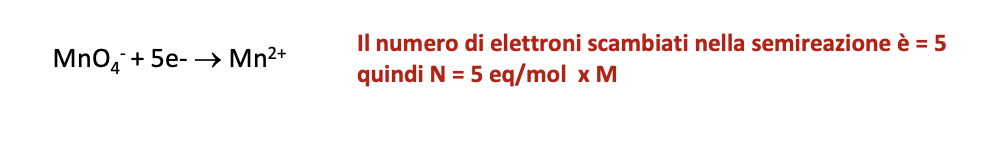 MnO₄⁻ + 5e- → Mn²⁺
Il numero di elettroni scambiati nella semireazione è = 5
quindi N = 5 eq/mol x M